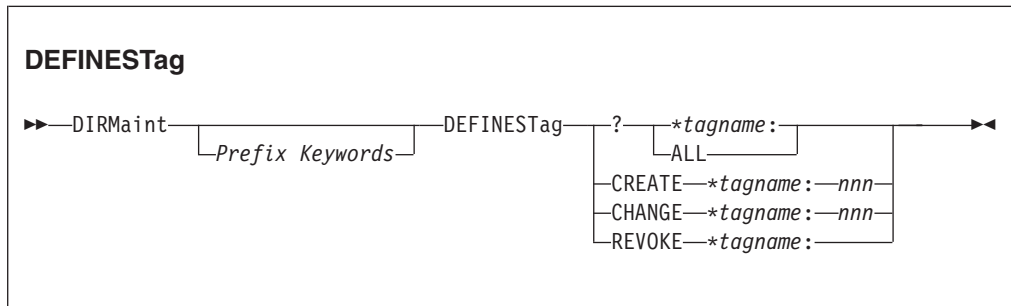 DEFINESTag
DIRMaint DEFINESTag ? *tagname:
Prefix Keywords ALL
CREATE *tagname: nnn
CHANGE *tagname: nnn
REVOKE *tagname: